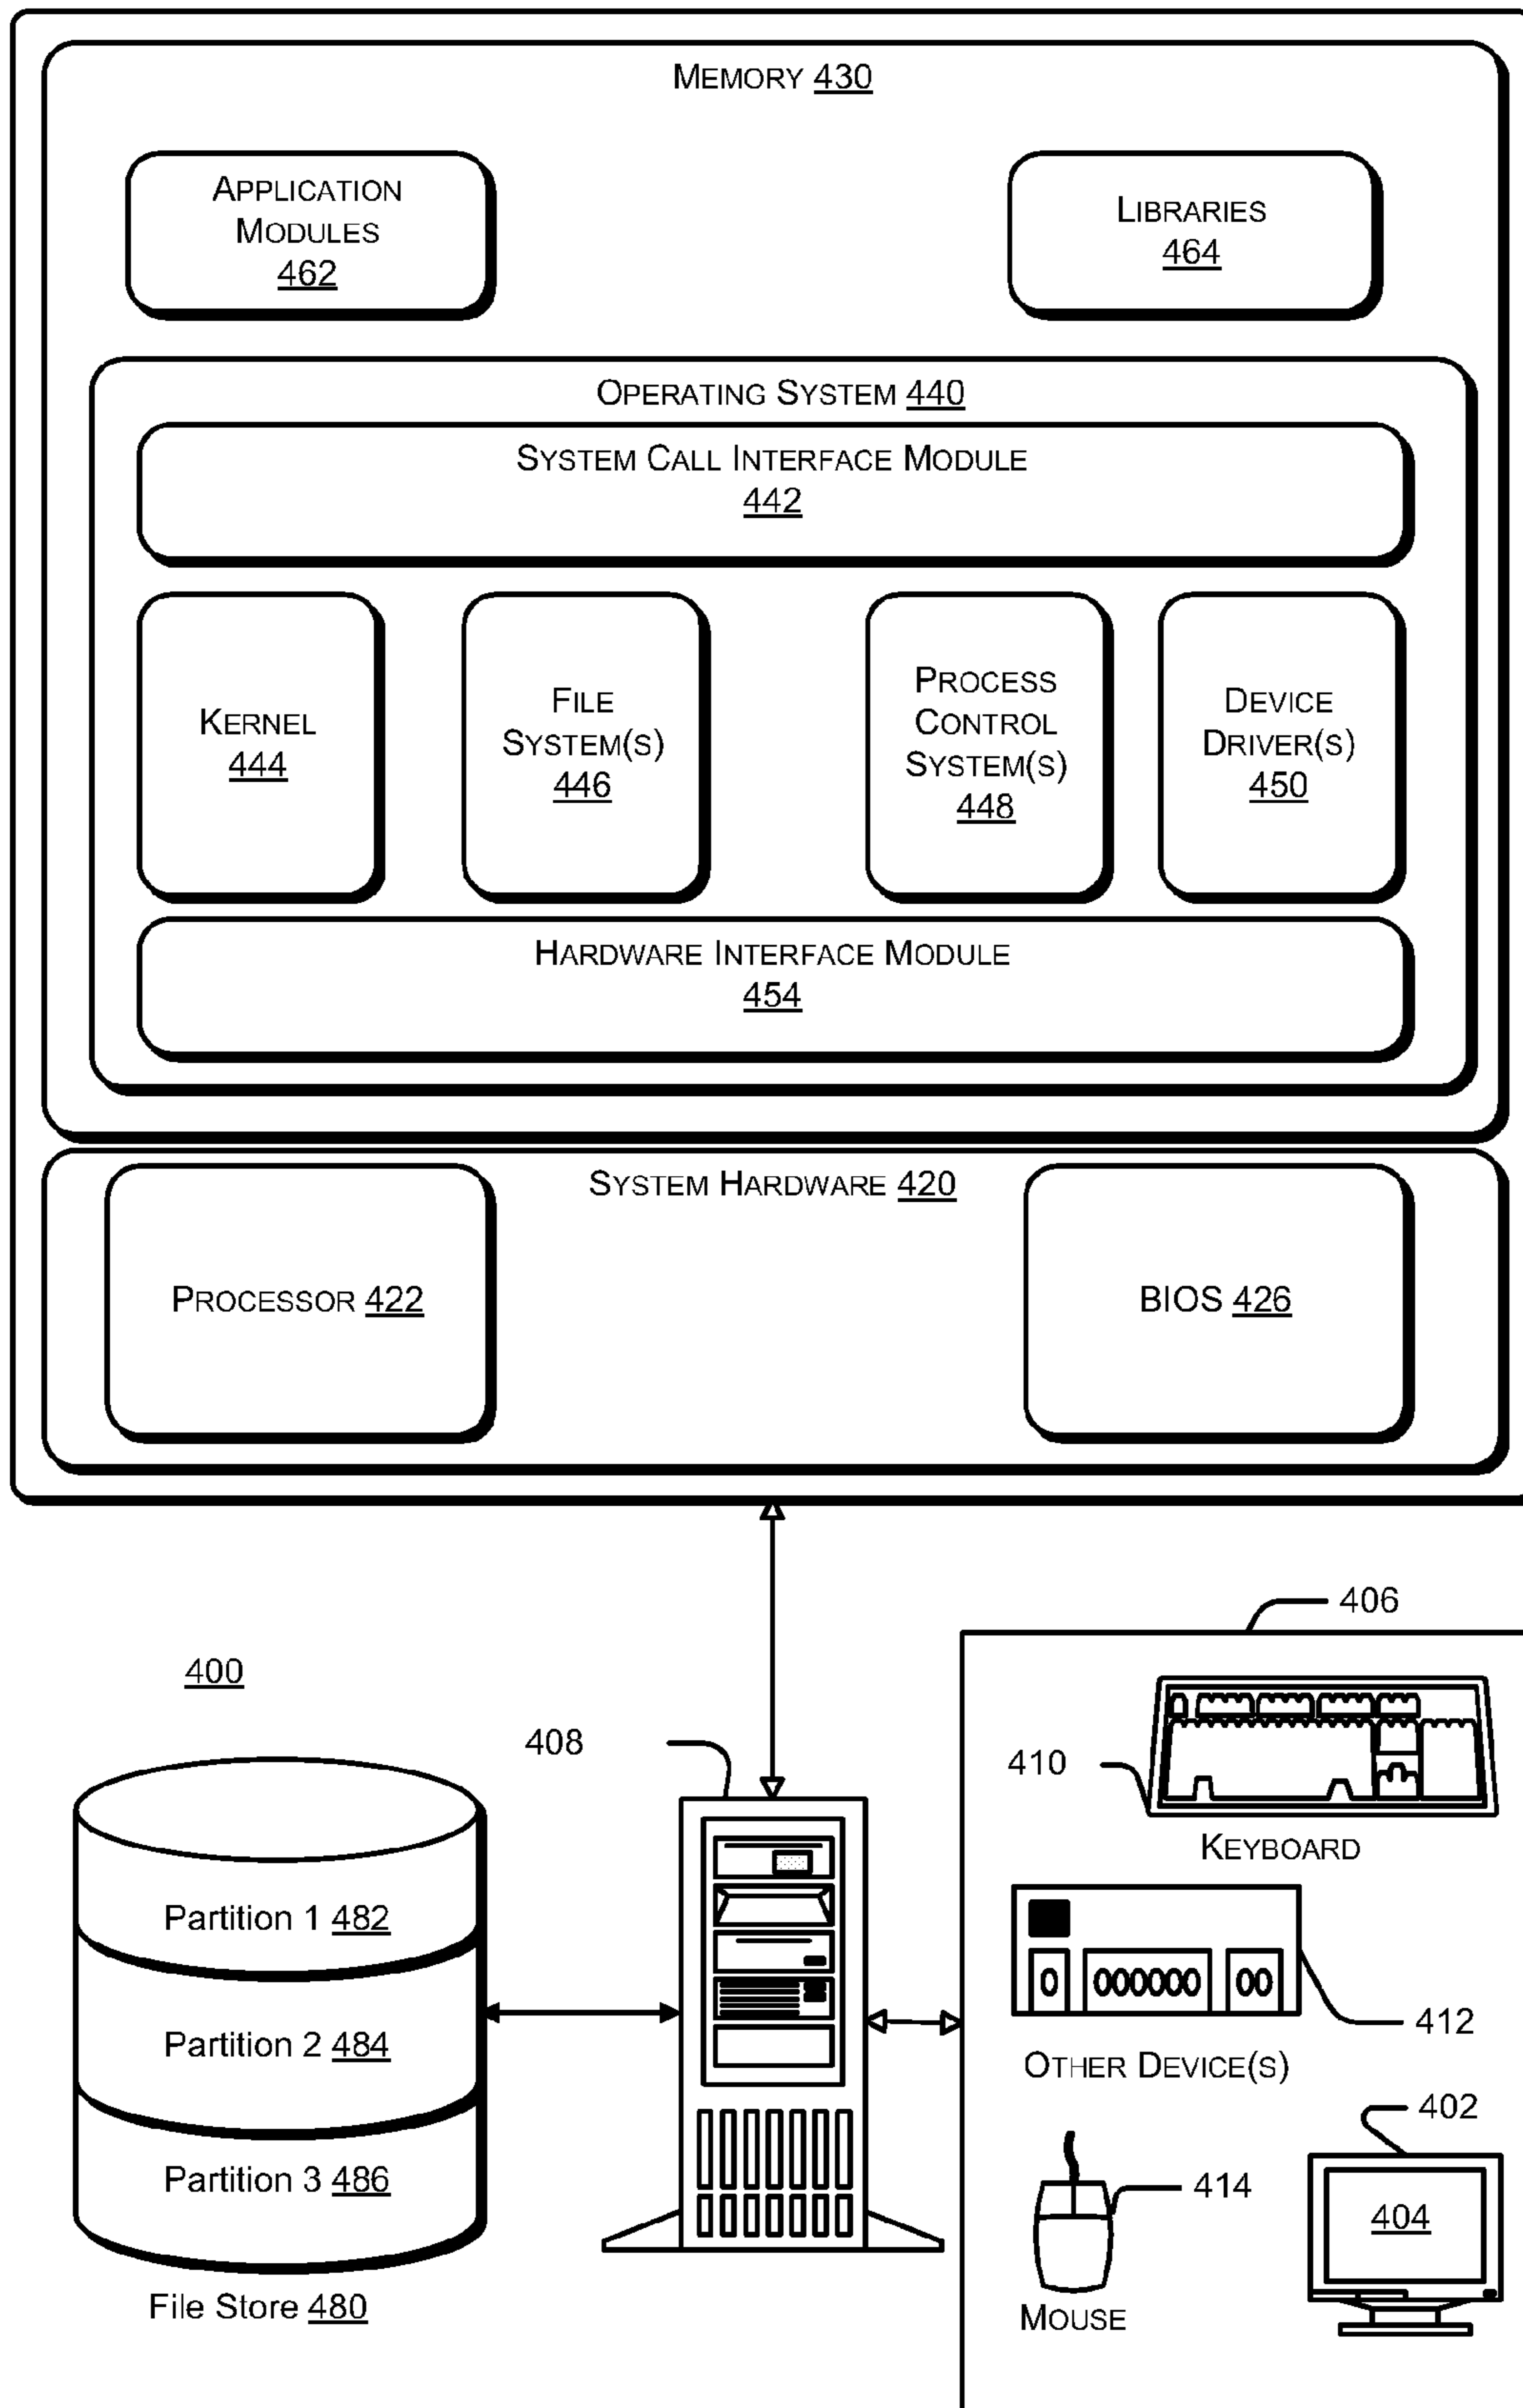 MEMORY 430
APPLICATION
MODULES
462
LIBRARIES
464
OPERATING SYSTEM 440
SYSTEM CALL INTERFACE MODULE
442
KERNEL
444
FILE
SYSTEM(S)
446
PROCESS
CONTROL
SYSTEM(S)
448
DEVICE
DRIVER(S)
450
HARDWARE INTERFACE MODULE
454
SYSTEM HARDWARE 420
PROCESSOR 422
BIOS 426
406
400
408
410
KEYBOARD
Partition 1 482
Partition 2 484
Partition 3 486
File Store 480
412
OTHER DEVICE(S)
402
414
404
MOUSE